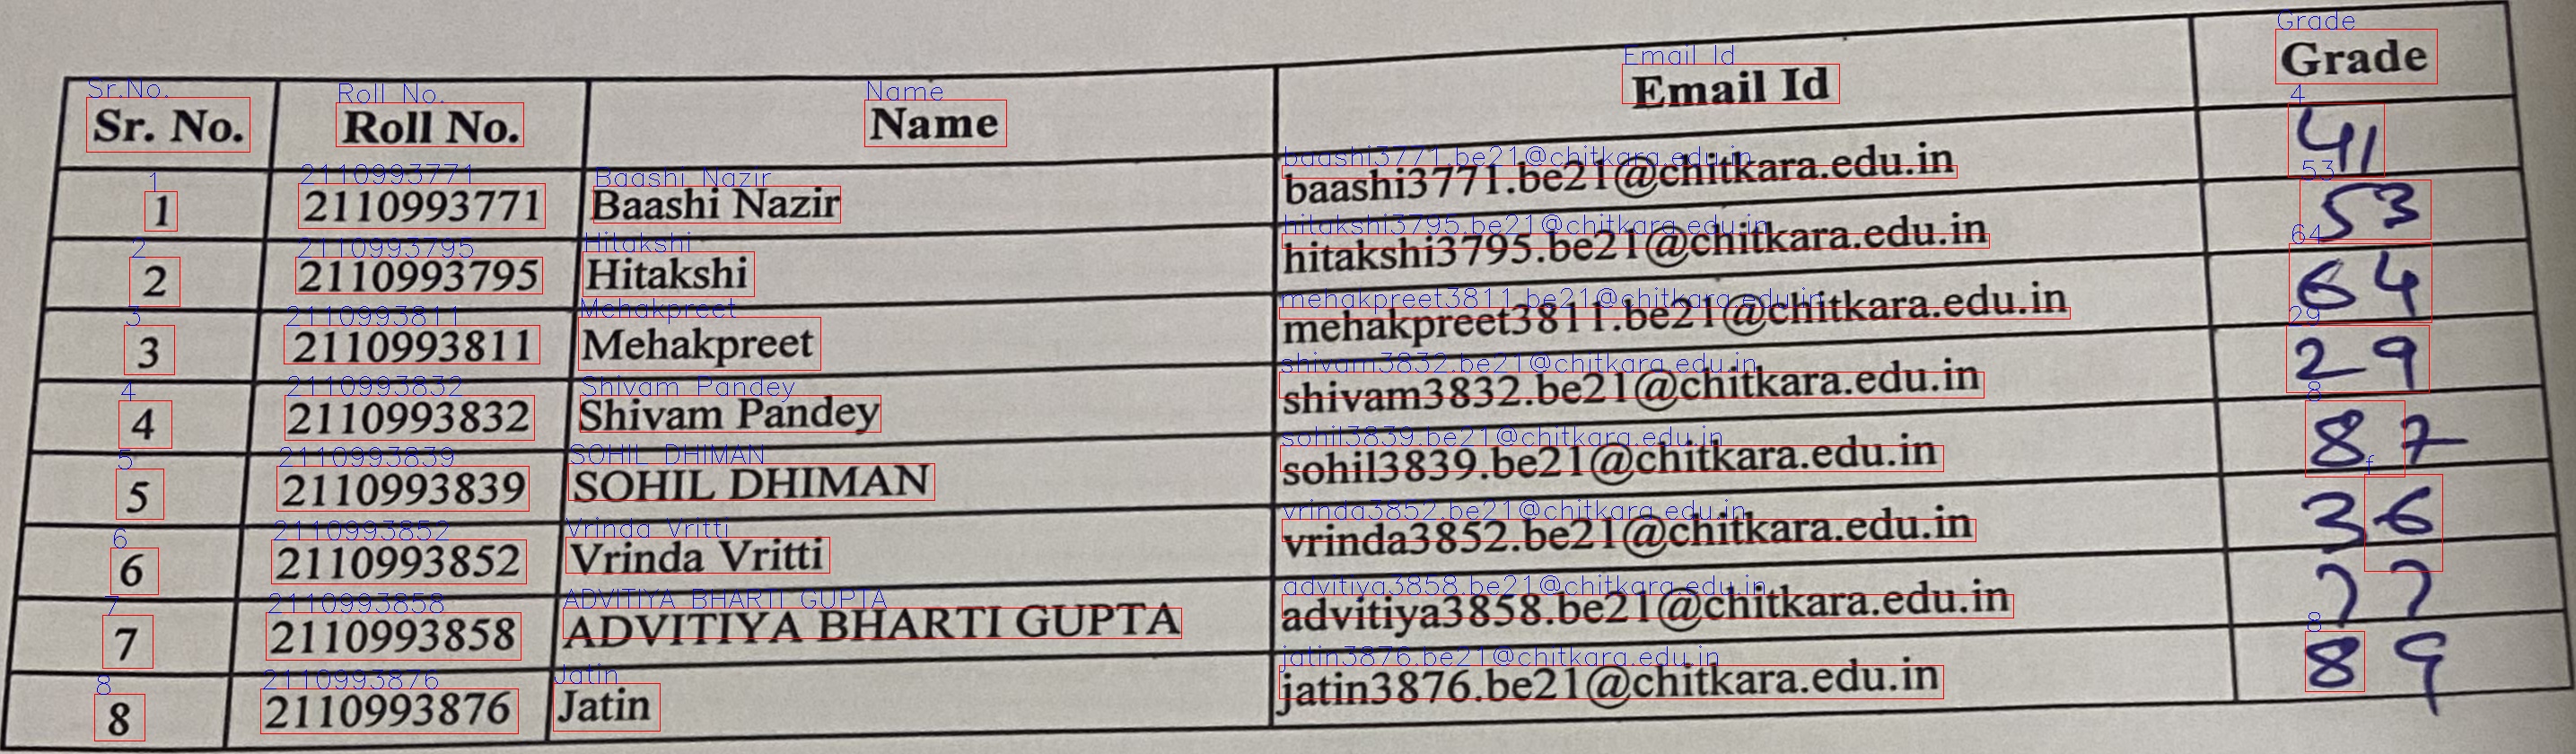 Sr. No. Roll No. Name Email Id Grade
1 2110993771 Baashi Nazir baashi3771.be21@chitkara.edu.in 41
2 2110993795 Hitakshi hitakshi3795.be21@chitkara.edu.in 53
3 2110993811 Mehakpreet mehakpreet3811.be21@chitkara.edu.in 64
4 2110993832 Shivam Pandey shivam3832.be21@chitkara.edu.in 29
5 2110993839 SOHIL DHIMAN sohil3839.be21@chitkara.edu.in 87
6 2110993852 Vrinda Vritti vrinda3852.be21@chitkara.edu.in 36
7 2110993858 ADVITIYA BHARTI GUPTA advitiya3858.be21@chitkara.edu.in 77
8 2110993876 Jatin jatin3876.be21@chitkara.edu.in 89